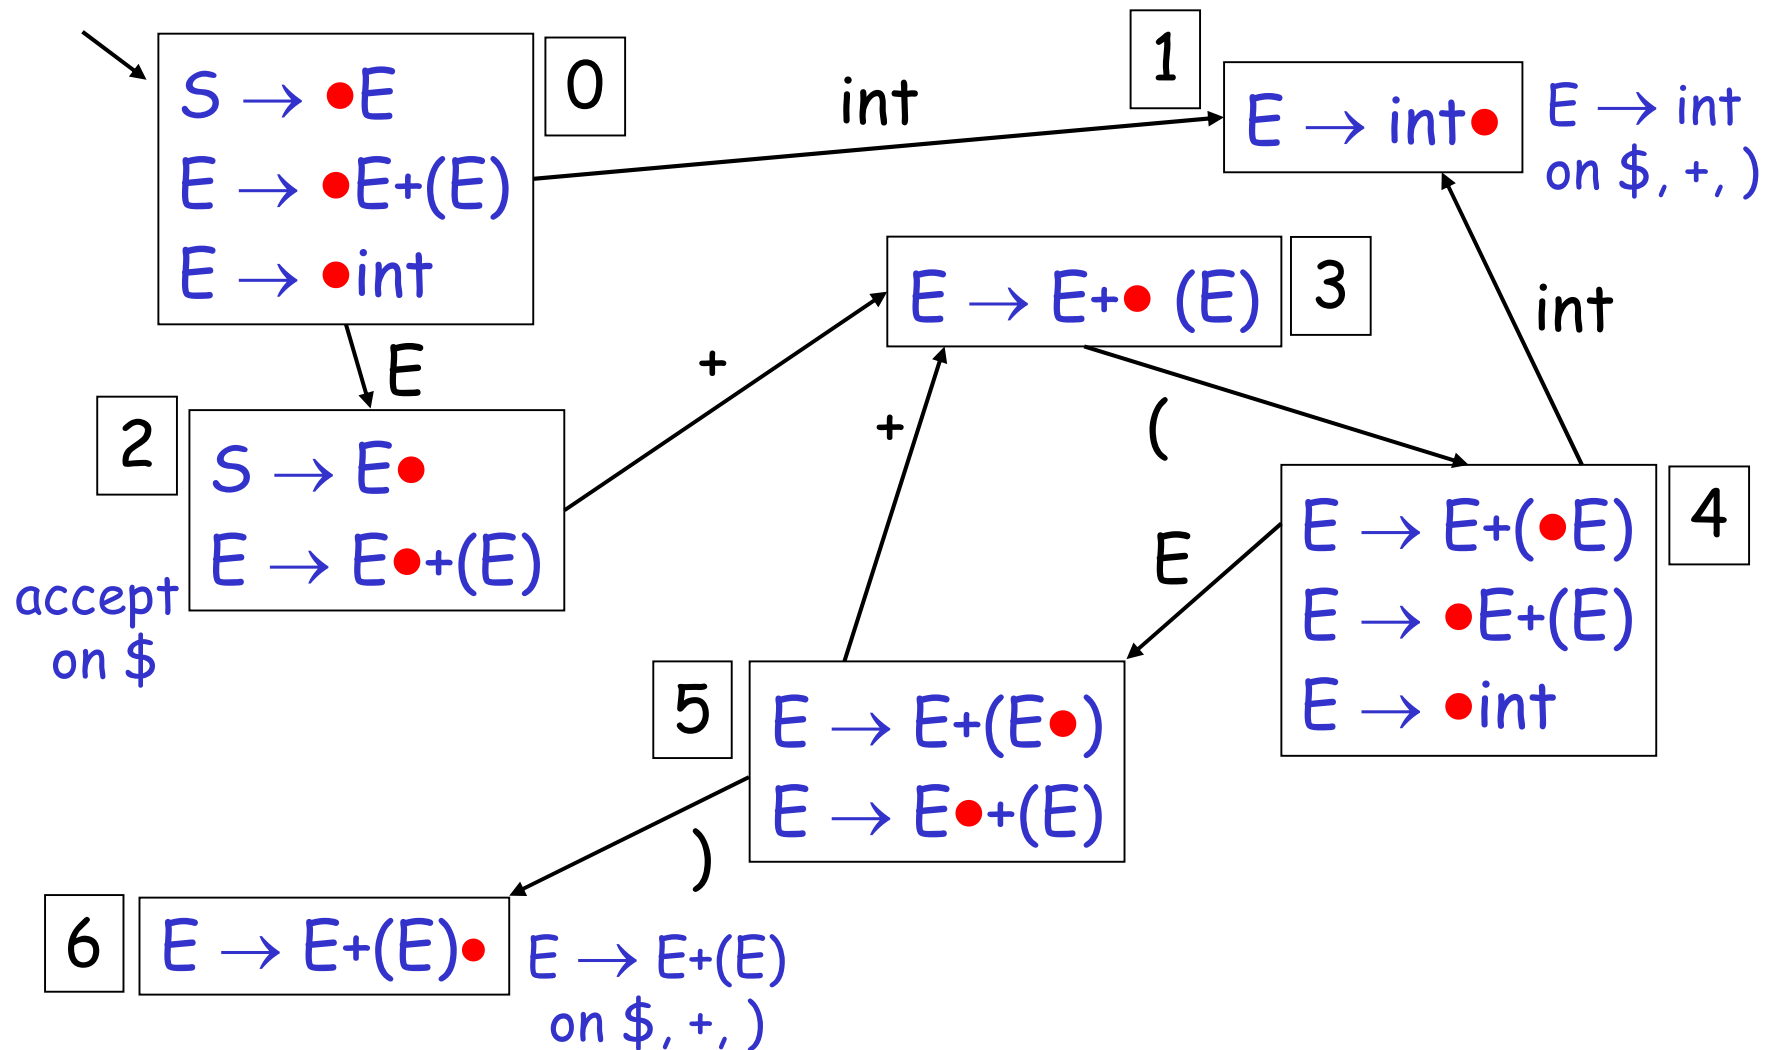 S → •E
E → •E+(E)
E → •int
0
int
1
E → int•
E → int
on $, +, )
E
2
S → E•
E → E•+(E)
accept
on $
+
E → E+• (E)
3
+
(
int
E
4
E → E+(•E)
E → •E+(E)
E → •int
5
E → E+(E•)
E → E•+(E)
)
6
E → E+(E)•
E → E+(E)
on $, +, )